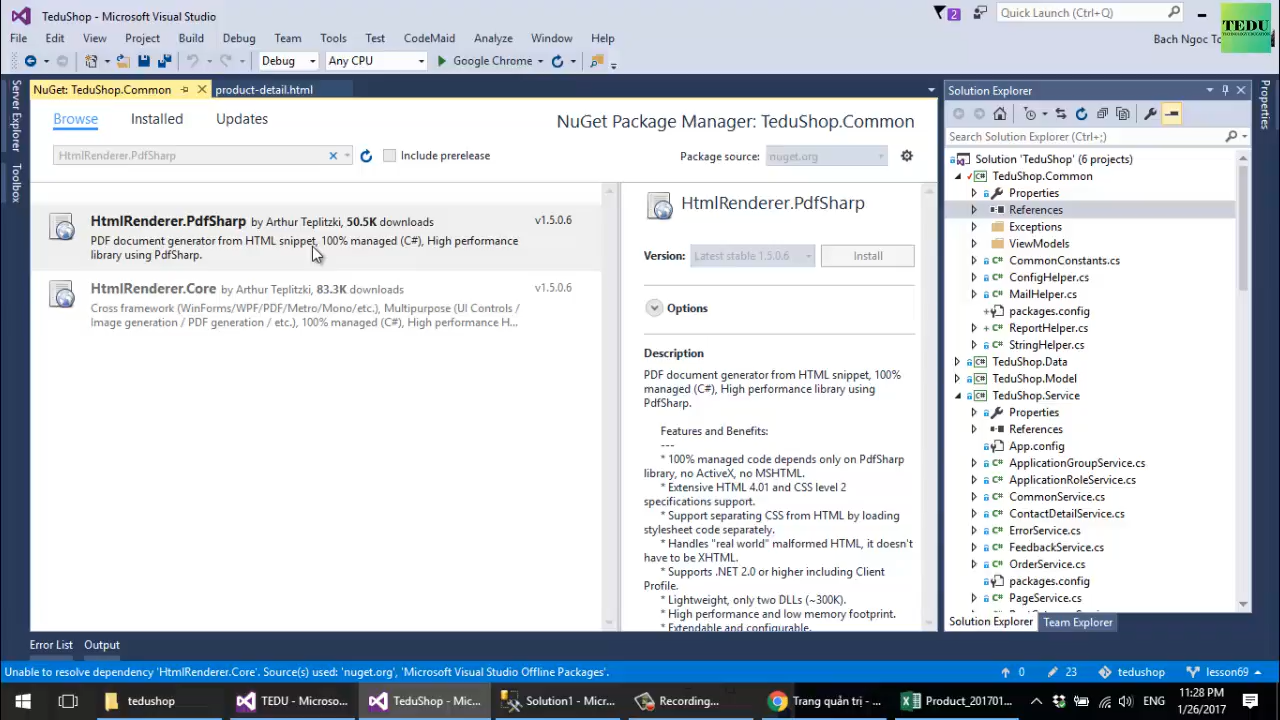 TeduShop - Microsoft Visual Studio
2
Quick Launch (Ctrl+Q)
TEDU
File Edit View Project Build Debug Team Tools Test CodeMaid Analyze Window Help
Bach Ngoc To
Debug Any CPU Google Chrome
Server Explorer
Toolbox
NuGet: TeduShop.Common product-detail.html
Browse Installed Updates
NuGet Package Manager: TeduShop.Common
HtmlRenderer.PdfSharp
Include prerelease
Package source: nuget.org
HtmlRenderer.PdfSharp by Arthur Teplitzki, 50.5K downloads v1.5.0.6
PDF document generator from HTML snippet, 100% managed (C#), High performance
library using PdfSharp.
HtmlRenderer.Core by Arthur Teplitzki, 83.3K downloads v1.5.0.6
Cross framework (WinForms/WPF/PDF/Metro/Mono/etc.), Multipurpose (UI Controls /
Image generation / PDF generation / etc.), 100% managed (C#), High performance H...
HtmlRenderer.PdfSharp
Version: Latest stable 1.5.0.6 Install
Options
Description
PDF document generator from HTML snippet, 100%
managed (C#), High performance library using
PdfSharp.
Features and Benefits:
---
* 100% managed code depends only on PdfSharp
library, no ActiveX, no MSHTML.
* Extensive HTML 4.01 and CSS level 2
specifications support.
* Support separating CSS from HTML by loading
stylesheet code separately.
* Handles "real world" malformed HTML, it doesn't
have to be XHTML.
* Supports .NET 2.0 or higher including Client
Profile.
* Lightweight, only two DLLs (~300K).
* High performance and low memory footprint.
* Extendable and configurable.
Solution Explorer
Search Solution Explorer (Ctrl+;)
Solution 'TeduShop' (6 projects)
TeduShop.Common
Properties
References
Exceptions
ViewModels
CommonConstants.cs
ConfigHelper.cs
MailHelper.cs
packages.config
ReportHelper.cs
StringHelper.cs
TeduShop.Data
TeduShop.Model
TeduShop.Service
Properties
References
App.config
ApplicationGroupService.cs
ApplicationRoleService.cs
CommonService.cs
ContactDetailService.cs
ErrorService.cs
FeedbackService.cs
OrderService.cs
packages.config
PageService.cs
Solution Explorer Team Explorer
Properties
Error List Output
Unable to resolve dependency 'HtmlRenderer.Core'. Source(s) used: 'nuget.org', 'Microsoft Visual Studio Offline Packages'.
0 23 tedushop lesson69
tedushop TEDU - Microso... TeduShop - Mic... Solution1 - Micr... Recording... Trang quản trị - ... Product_201701... ENG
11:28 PM
1/26/2017